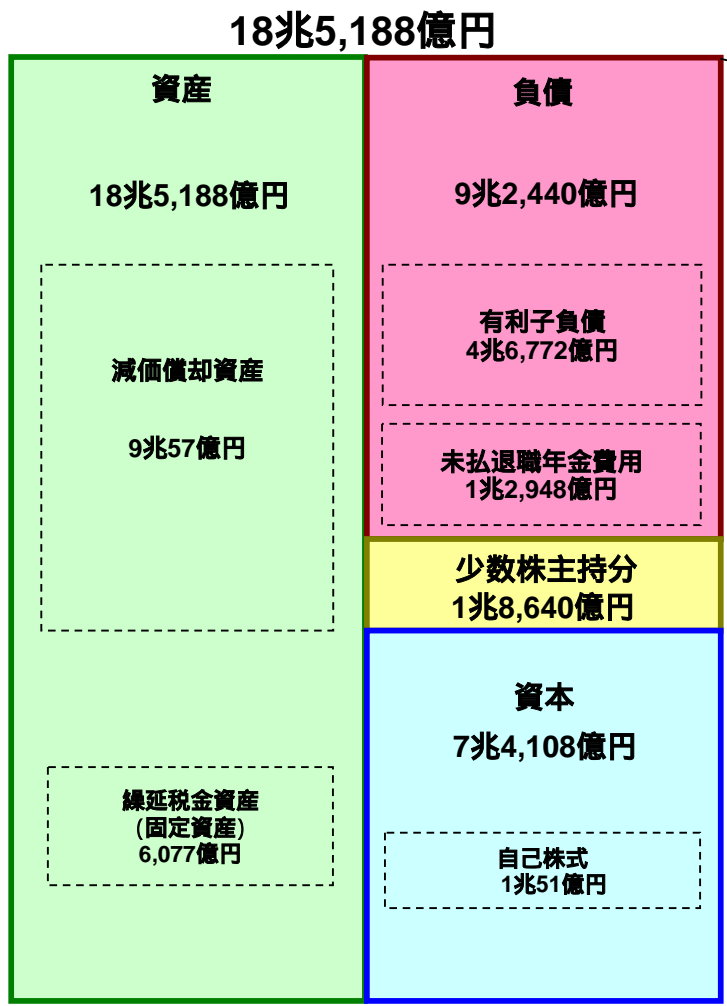 18兆5,188億円
資産
18兆5,188億円
減価償却資産
9兆57億円
繰延税金資産
(固定資産)
6,077億円
負債
9兆2,440億円
有利子負債
4兆6,772億円
未払退職年金費用
1兆2,948億円
少数株主持分
1兆8,640億円
資本
7兆4,108億円
自己株式
1兆51億円